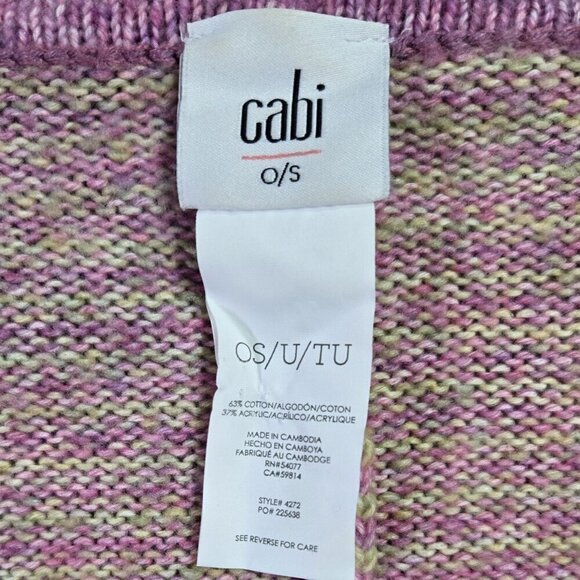 cabi
O/S
OS/U/TU
63% COTTON/ALGODÓN/COTON
37% ACRYLIC/ACRÍLICO/ACRYLIQUE
MADE IN CAMBODIA
HECHO EN CAMBOYA
FABRIQUÉ AU CAMBODGE
RN#54077
CA#59814
STYLE# 4272
PO# 225638
SEE REVERSE FOR CARE